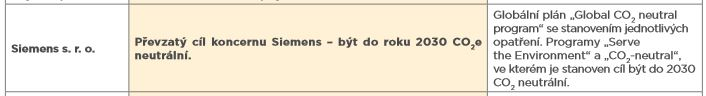 Siemens s. r. o.
Převzatý cíl koncernu Siemens – být do roku 2030 CO₂e
neutrální.
Globální plán „Global CO₂ neutral
program“ se stanovením jednotlivých
opatření. Programy „Serve
the Environment“ a „CO₂-neutral“,
ve kterém je stanoven cíl být do 2030
CO₂ neutrální.